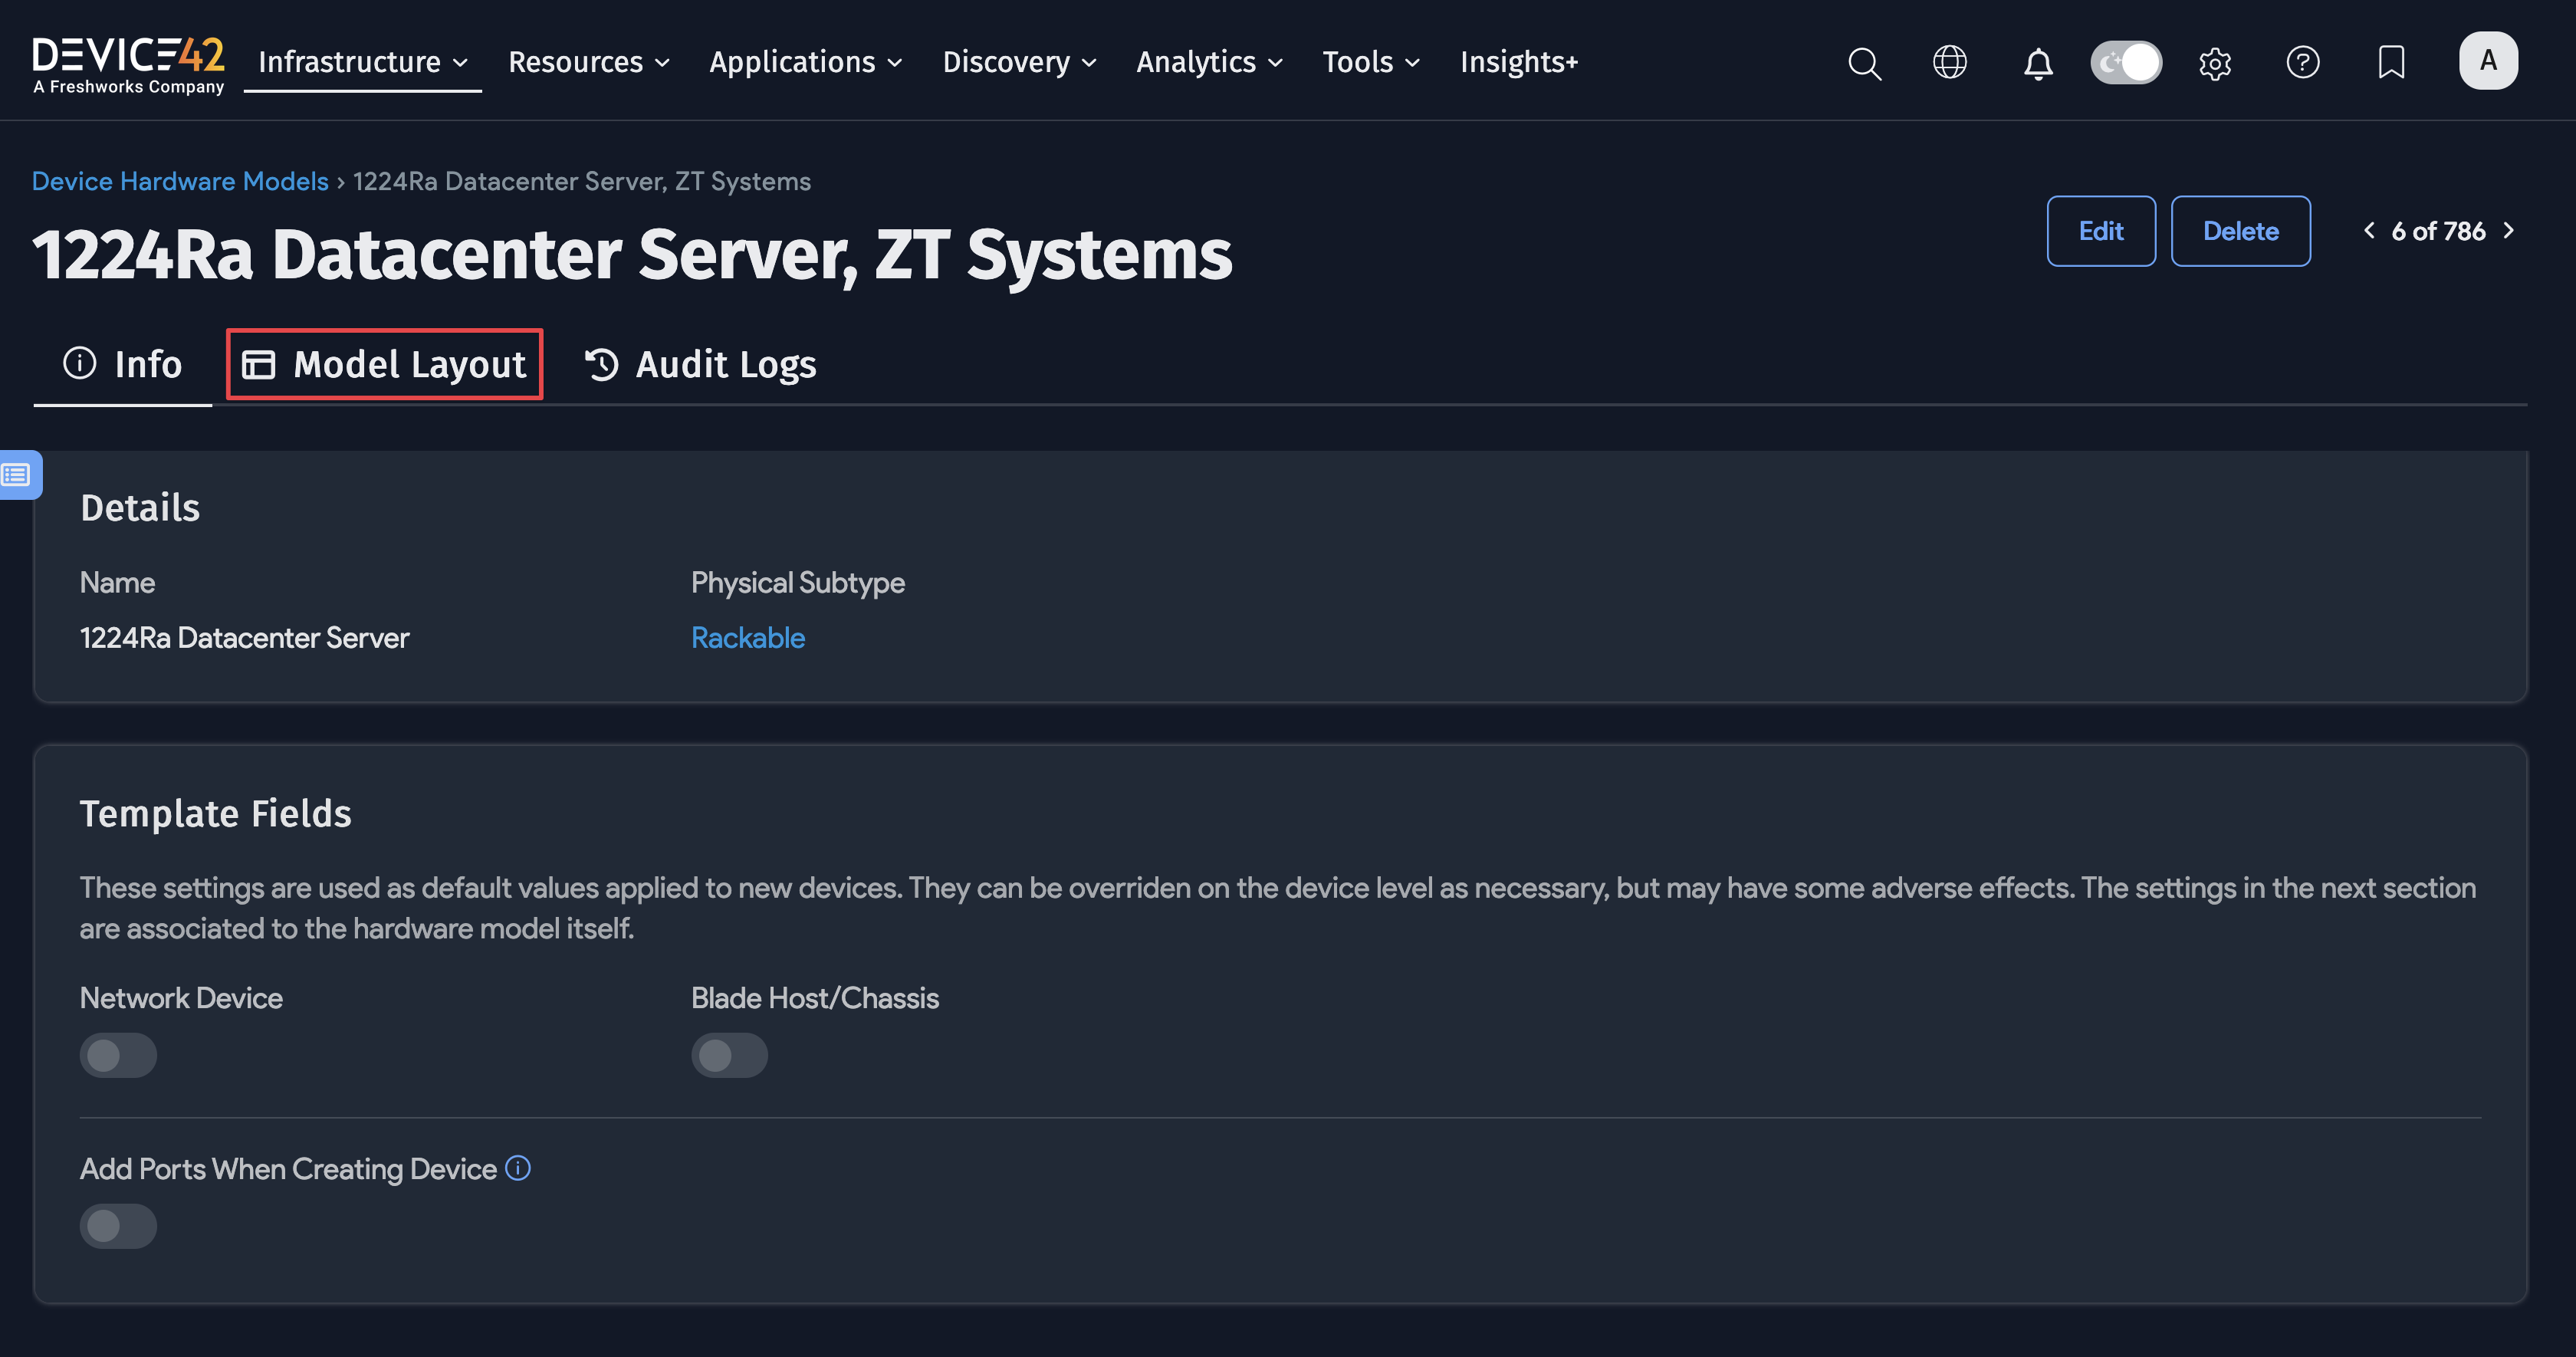 DEVICE42
A Freshworks Company
Infrastructure Resources Applications Discovery Analytics Tools Insights+
A
Device Hardware Models › 1224Ra Datacenter Server, ZT Systems
1224Ra Datacenter Server, ZT Systems
Edit Delete 6 of 786
Info Model Layout Audit Logs
Details
Name Physical Subtype
1224Ra Datacenter Server Rackable
Template Fields
These settings are used as default values applied to new devices. They can be overriden on the device level as necessary, but may have some adverse effects. The settings in the next section
are associated to the hardware model itself.
Network Device Blade Host/Chassis
Add Ports When Creating Device